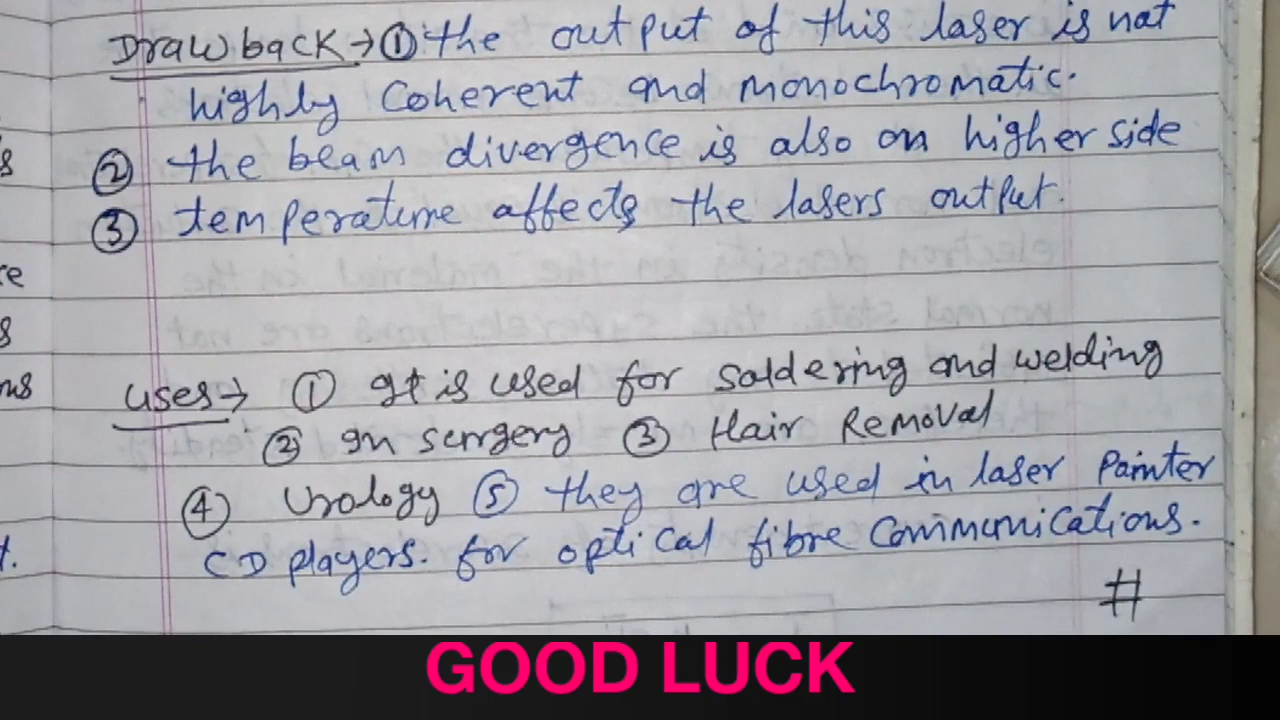 Drawback → ① the output of this laser is not
highly coherent and monochromatic.
② the beam divergence is also on higher side
③ temperature affects the lasers output.
uses → ① It is used for soldering and welding
② In surgery ③ Hair Removal
④ Urology ⑤ they are used in laser Painter
CD players. for optical fibre Communications.
#
s
re
s
ns
t.
GOOD LUCK